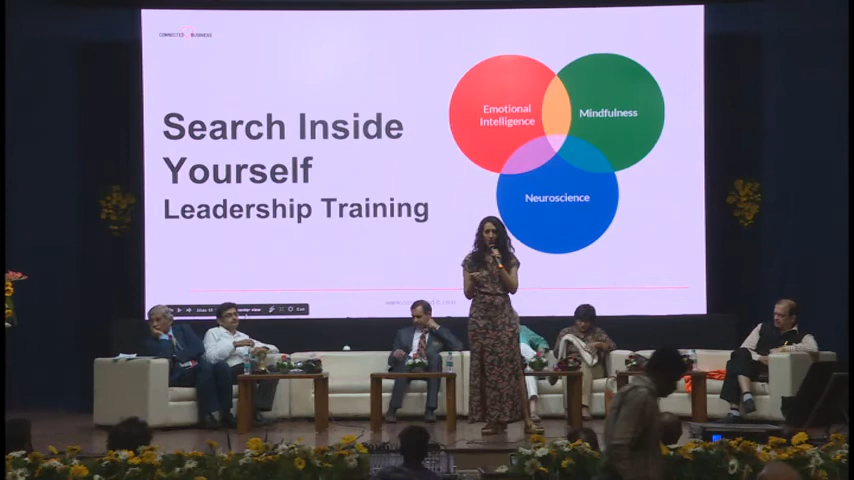 CONNECTED BUSINESS
Search Inside
Yourself
Leadership Training
Emotional
Intelligence
Mindfulness
Neuroscience